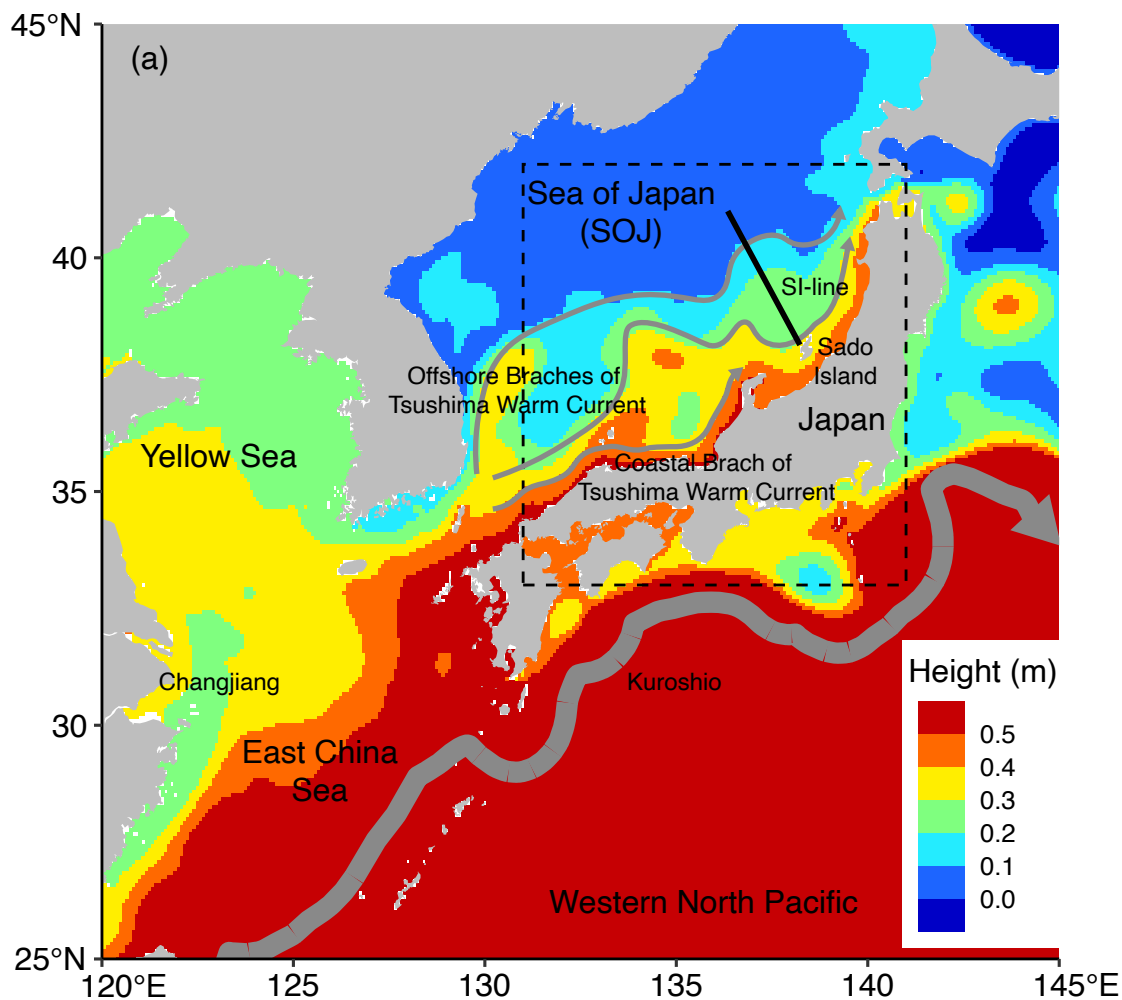 45°N
(a)
Sea of Japan
(SOJ)
40
SI-line
Sado
Island
Offshore Braches of
Tsushima Warm Current
Japan
Yellow Sea
Coastal Brach of
Tsushima Warm Current
35
Changjiang
Kuroshio
Height (m)
0.5
0.4
0.3
0.2
0.1
0.0
30
East China
Sea
Western North Pacific
25°N
120°E
125
130
135
140
145°E